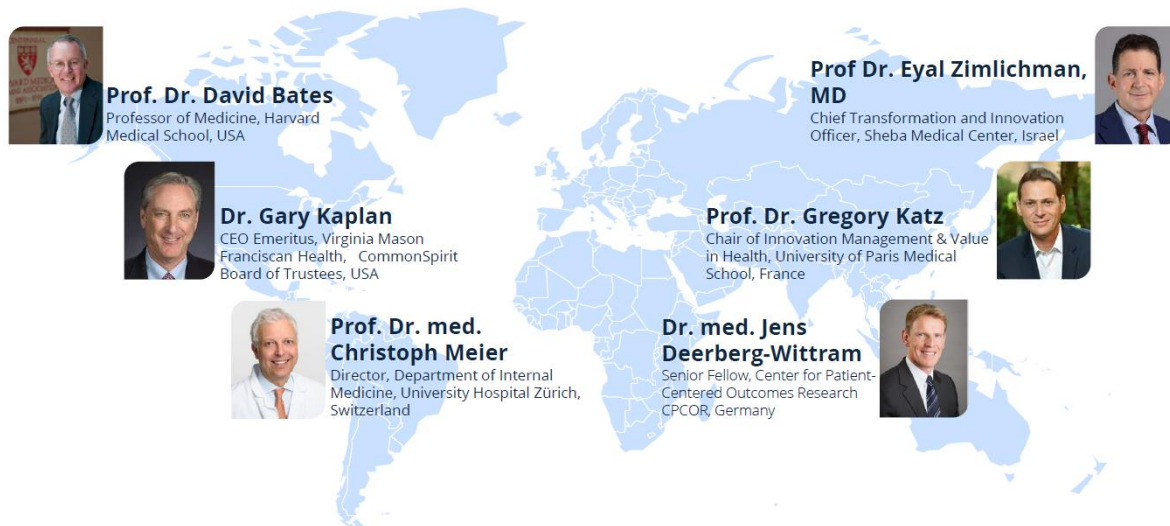 Prof. Dr. David Bates
Professor of Medicine, Harvard
Medical School, USA
Prof Dr. Eyal Zimlichman,
MD
Chief Transformation and Innovation
Officer, Sheba Medical Center, Israel
Dr. Gary Kaplan
CEO Emeritus, Virginia Mason
Franciscan Health, CommonSpirit
Board of Trustees, USA
Prof. Dr. Gregory Katz
Chair of Innovation Management & Value
in Health, University of Paris Medical
School, France
Prof. Dr. med.
Christoph Meier
Director, Department of Internal
Medicine, University Hospital Zürich,
Switzerland
Dr. med. Jens
Deerberg-Wittram
Senior Fellow, Center for Patient-
Centered Outcomes Research
CPCOR, Germany